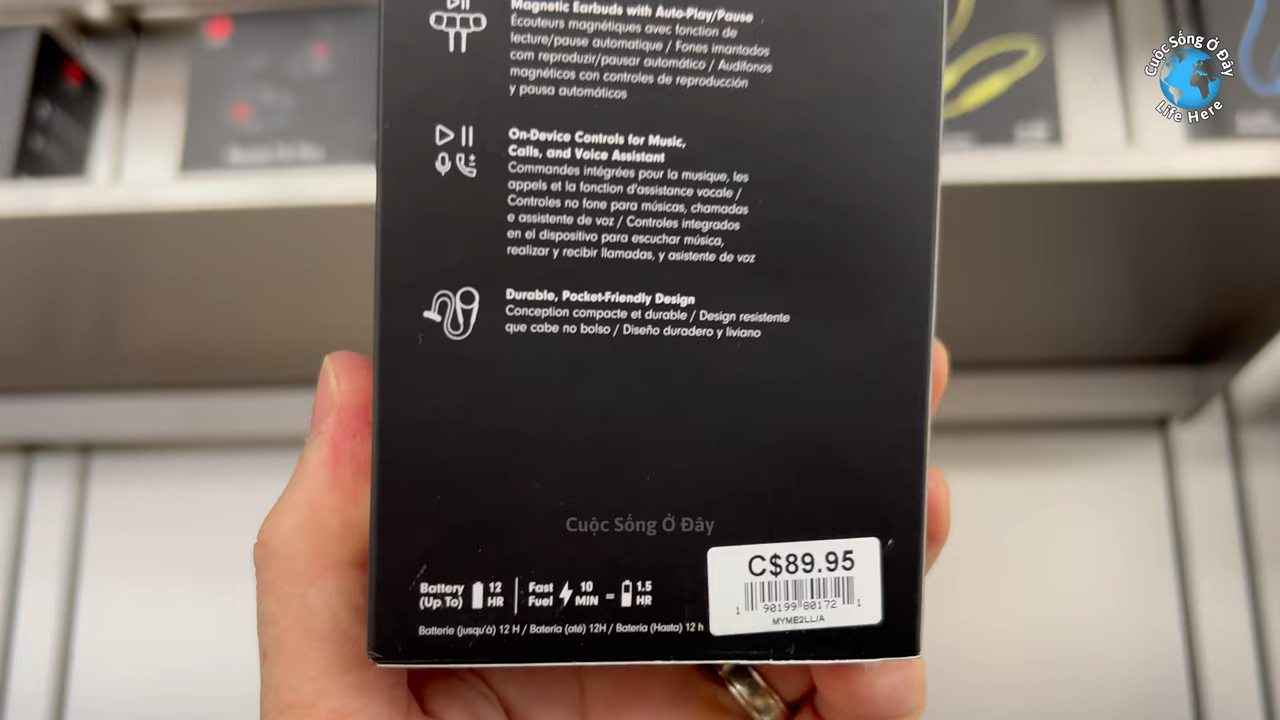 Magnetic Earbuds with Auto-Play/Pause
Écouteurs magnétiques avec fonction de
lecture/pause automatique / Fones imantados
com reproduzir/pausar automático / Audífonos
magnéticos con controles de reproducción
y pausa automáticos
On-Device Controls for Music,
Calls, and Voice Assistant
Commandes intégrées pour la musique, les
appels et la fonction d'assistance vocale /
Controles no fone para músicas, chamadas
e assistente de voz / Controles integrados
en el dispositivo para escuchar música,
realizar y recibir llamadas, y asistente de voz
Durable, Pocket-Friendly Design
Conception compacte et durable / Design resistente
que cabe no bolso / Diseño duradero y liviano
Cuộc Sống Ở Đây
Life Here
Cuộc Sống Ở Đây
C$89.95
1 90199 80172 1
MYME2LL/A
Battery 12 Fast 10 1.5
(Up To) HR Fuel MIN = HR
Batterie (jusqu'à) 12 H / Bateria (até) 12H / Batería (Hasta) 12 h